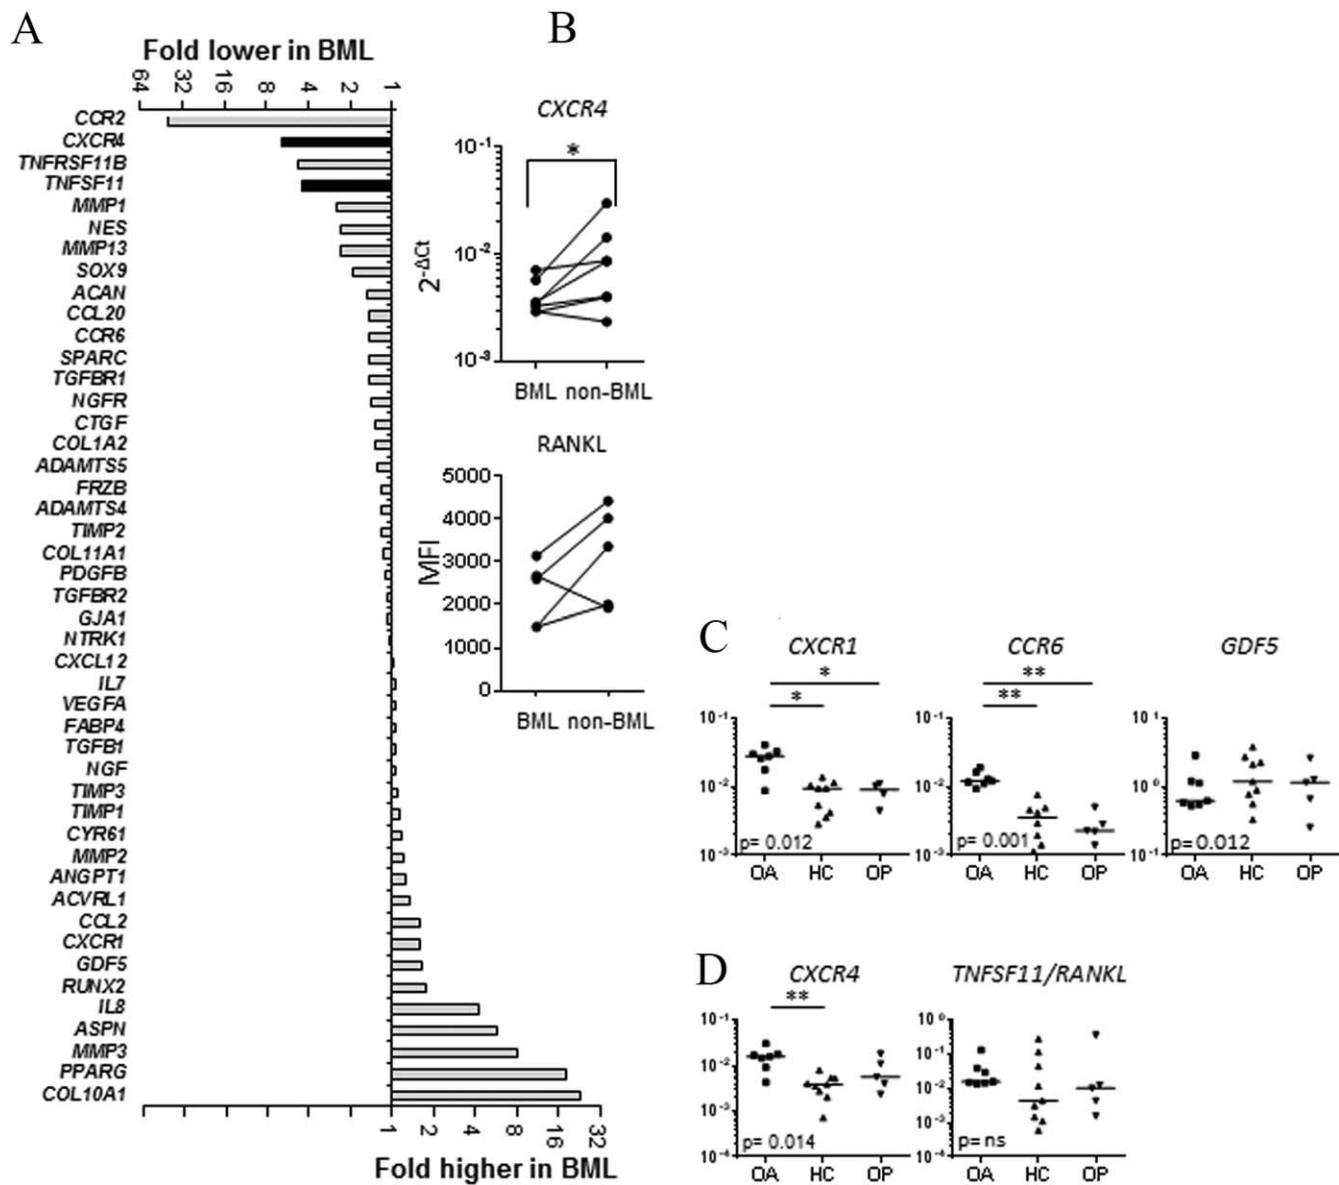 A
Fold lower in BML
64 32 16 8 4 2 1
CCR2
CXCR4
TNFRSF11B
TNFSF11
MMP1
NES
MMP13
SOX9
ACAN
CCL20
CCR6
SPARC
TGFBR1
NGFR
CTGF
COL1A2
ADAMTS5
FRZB
ADAMTS4
TIMP2
COL11A1
PDGFB
TGFBR2
GJA1
NTRK1
CXCL12
IL7
VEGFA
FABP4
TGFB1
NGF
TIMP3
TIMP1
CYR61
MMP2
ANGPT1
ACVRL1
CCL2
CXCR1
GDF5
RUNX2
IL8
ASPN
MMP3
PPARG
COL10A1
1 2 4 8 16 32
Fold higher in BML
B
CXCR4
*
2^-ΔCt
10^-1
10^-2
10^-3
BML non-BML
RANKL
MFI
5000
4000
3000
2000
1000
0
BML non-BML
C
CXCR1
*
*
10^-1
10^-2
10^-3
p= 0.012
OA HC OP
CCR6
**
**
10^-1
10^-2
10^-3
p= 0.001
OA HC OP
GDF5
10^1
10^0
10^-1
p= 0.012
OA HC OP
D
CXCR4
**
10^-1
10^-2
10^-3
10^-4
p= 0.014
OA HC OP
TNFSF11/RANKL
10^0
10^-1
10^-2
10^-3
10^-4
p= ns
OA HC OP